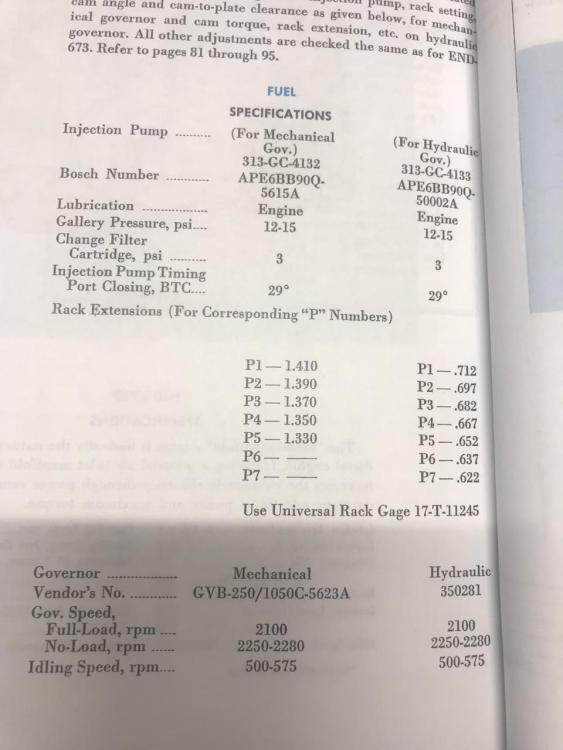 cam angle and cam-to-plate clearance as given below, for mechan-
ical governor and cam torque, rack extension, etc. on hydraulic
governor. All other adjustments are checked the same as for END-
673. Refer to pages 81 through 95.
FUEL
SPECIFICATIONS
Injection Pump .......... (For Mechanical Gov.) 313-GC-4132 (For Hydraulic Gov.) 313-GC-4133
Bosch Number ............ APE6BB90Q-5615A APE6BB90Q-50002A
Lubrication .................. Engine Engine
Gallery Pressure, psi.... 12-15 12-15
Change Filter
Cartridge, psi .......... 3 3
Injection Pump Timing
Port Closing, BTC.... 29° 29°
Rack Extensions (For Corresponding "P" Numbers)
P1 — 1.410 P1 — .712
P2 — 1.390 P2 — .697
P3 — 1.370 P3 — .682
P4 — 1.350 P4 — .667
P5 — 1.330 P5 — .652
P6 — —— P6 — .637
P7 — —— P7 — .622
Use Universal Rack Gage 17-T-11245
Governor ................... Mechanical Hydraulic
Vendor's No. ............ GVB-250/1050C-5623A 350281
Gov. Speed,
Full-Load, rpm .... 2100 2100
No-Load, rpm ...... 2250-2280 2250-2280
Idling Speed, rpm.... 500-575 500-575